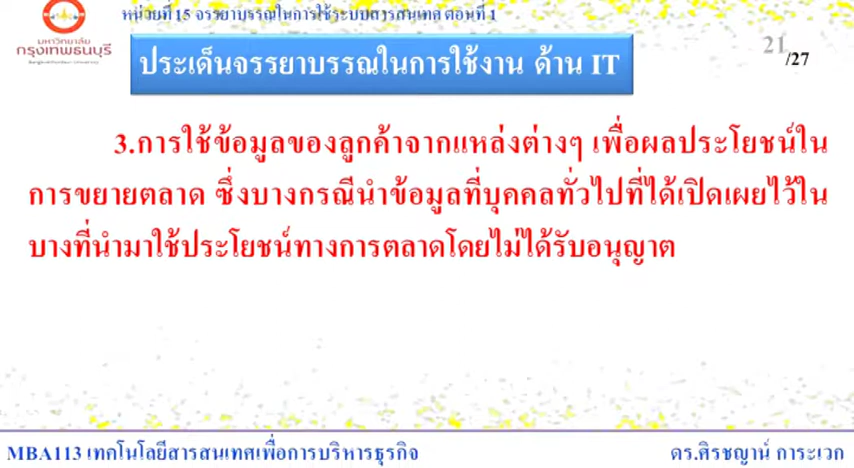 หน่วยที่ 15 จรรยาบรรณในการใช้ระบบสารสนเทศ ตอนที่ 1
มหาวิทยาลัย
กรุงเทพธนบุรี
ประเด็นจรรยาบรรณในการใช้งาน ด้าน IT
21
/27
3.การใช้ข้อมูลของลูกค้าจากแหล่งต่างๆ เพื่อผลประโยชน์ใน
การขยายตลาด ซึ่งบางกรณีนำข้อมูลที่บุคคลทั่วไปที่ได้เปิดเผยไว้ใน
บางที่นำมาใช้ประโยชน์ทางการตลาดโดยไม่ได้รับอนุญาต
MBA113 เทคโนโลยีสารสนเทศเพื่อการบริหารธุรกิจ
ดร.ศิรชญาน์ การะเวก